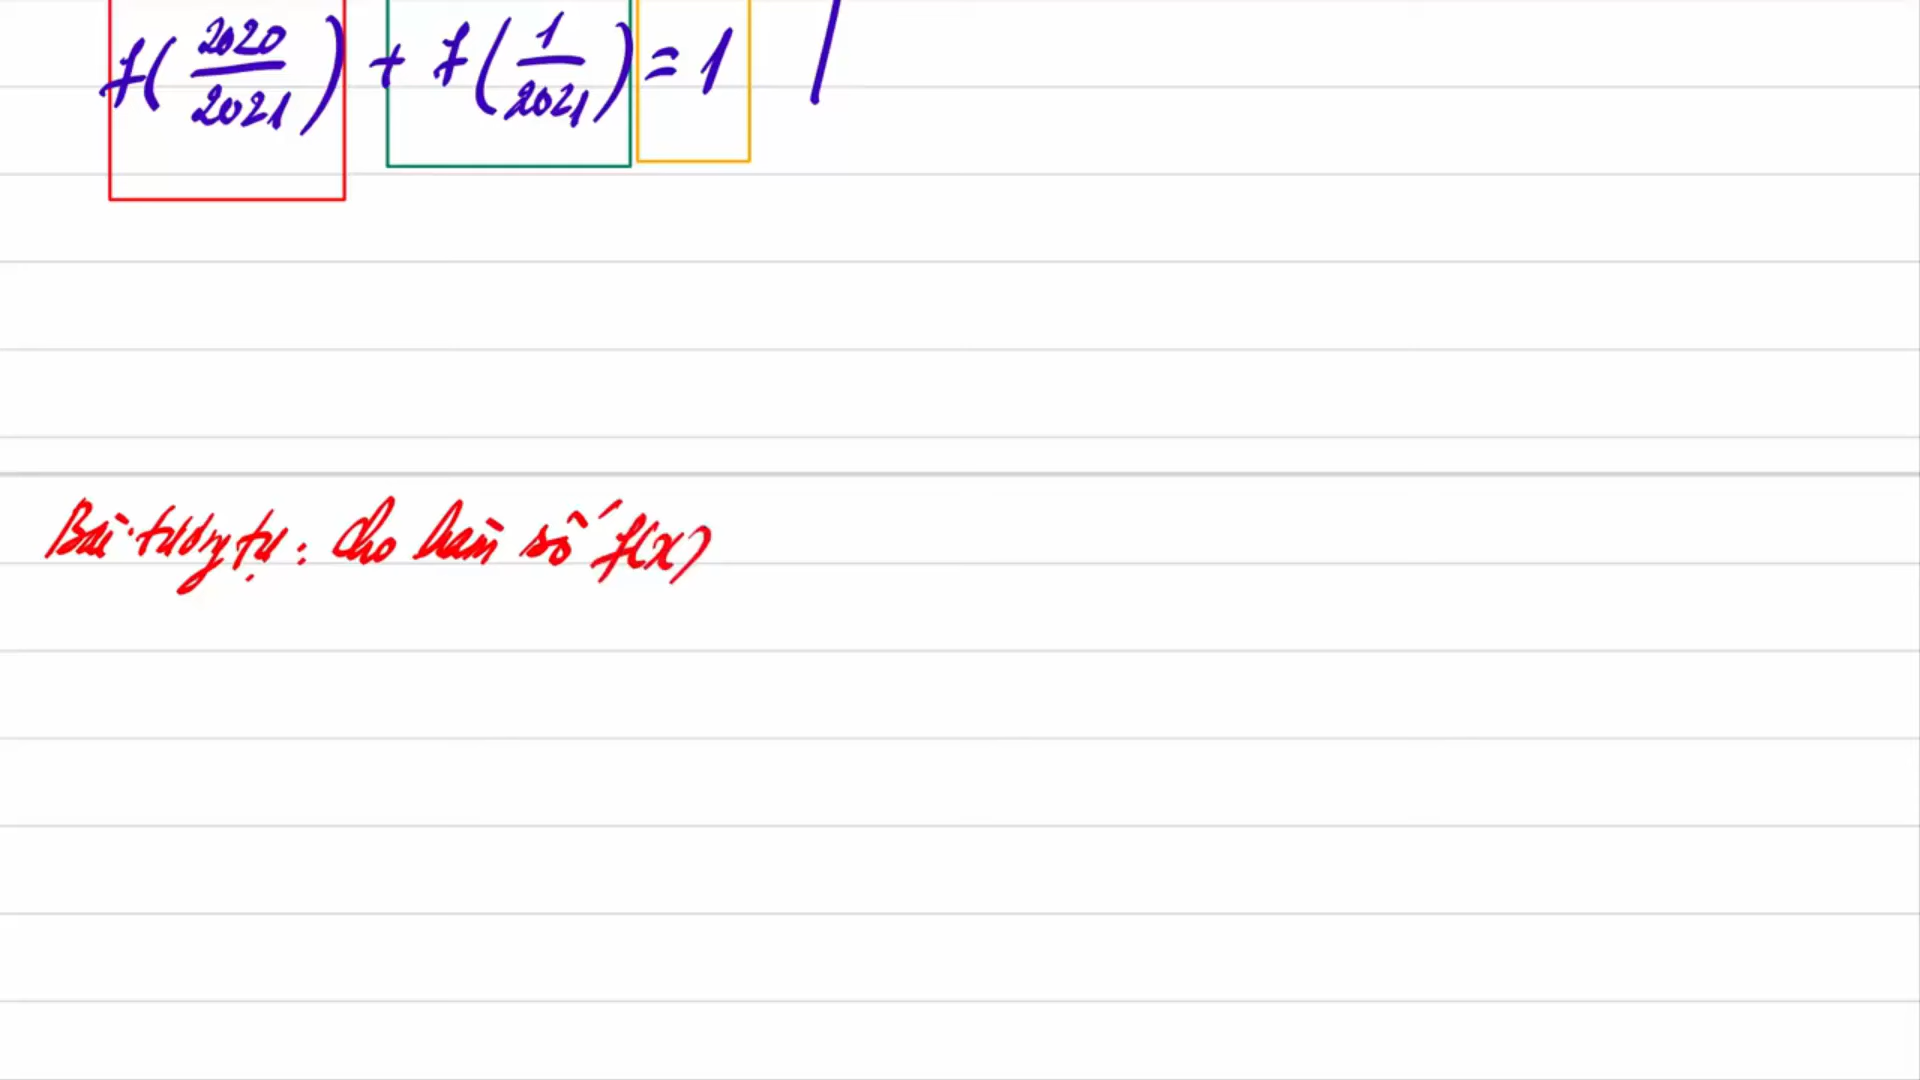 f(2020/2021) + f(1/2021) = 1
Bài tương tự: Cho hàm số f(x)